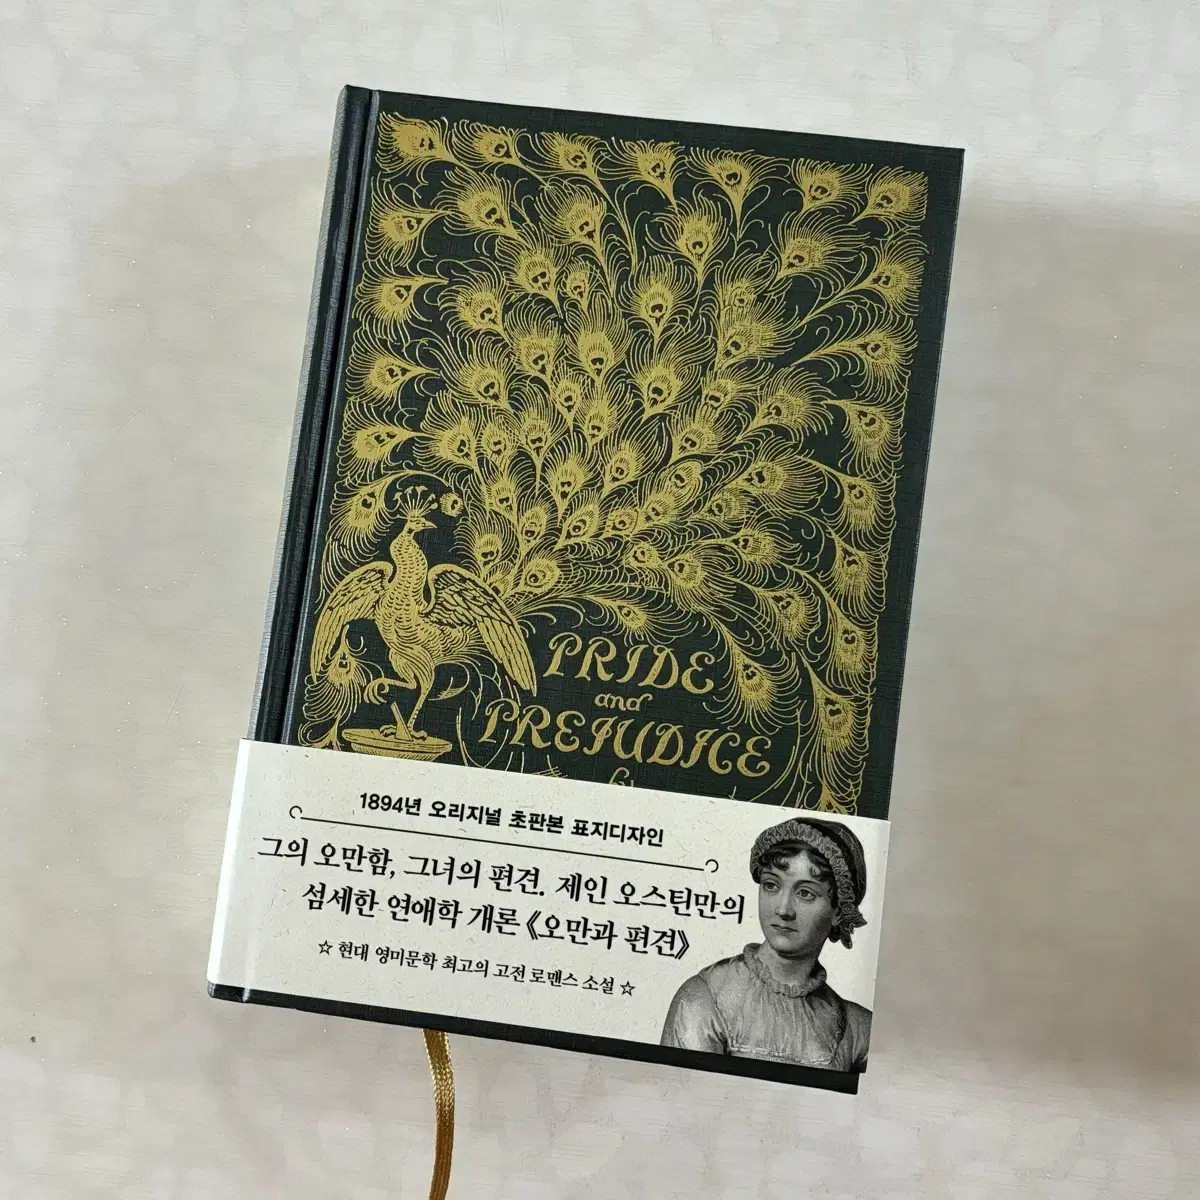 PRIDE
and
PREJUDICE
1894년 오리지널 초판본 표지디자인
그의 오만함, 그녀의 편견. 제인 오스틴만의
섬세한 연애학 개론 《오만과 편견》
☆ 현대 영미문학 최고의 고전 로맨스 소설 ☆